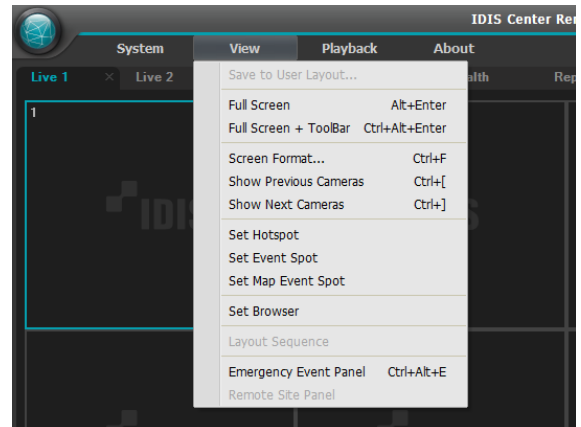 IDIS Center Re
System View Playback About
Live 1 × Live 2 alth Rep
Save to User Layout...
Full Screen Alt+Enter
Full Screen + ToolBar Ctrl+Alt+Enter
Screen Format... Ctrl+F
Show Previous Cameras Ctrl+[
Show Next Cameras Ctrl+]
Set Hotspot
Set Event Spot
Set Map Event Spot
Set Browser
Layout Sequence
Emergency Event Panel Ctrl+Alt+E
Remote Site Panel
1
IDIS